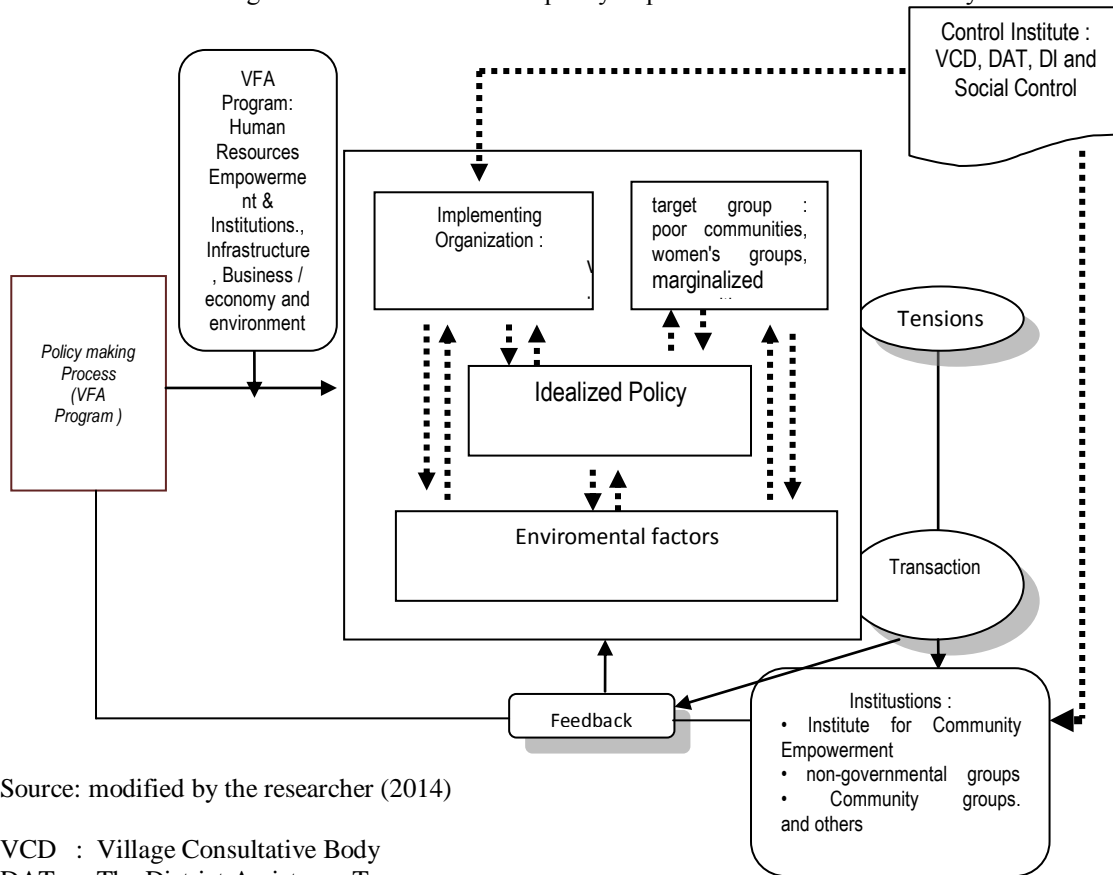 Control Institute :
VCD, DAT, DI and
Social Control
VFA
Program:
Human
Resources
Empowerme
nt &
Institutions.,
Infrastructure
, Business /
economy and
environment
Implementing
Organization :
target group :
poor communities,
women's groups,
marginalized
Tensions
Policy making
Process
(VFA
Program )
Idealized Policy
Enviromental factors
Transaction
Feedback
Institustions :
• Institute for Community
Empowerment
• non-governmental groups
• Community groups.
and others
Source: modified by the researcher (2014)
VCD : Village Consultative Body